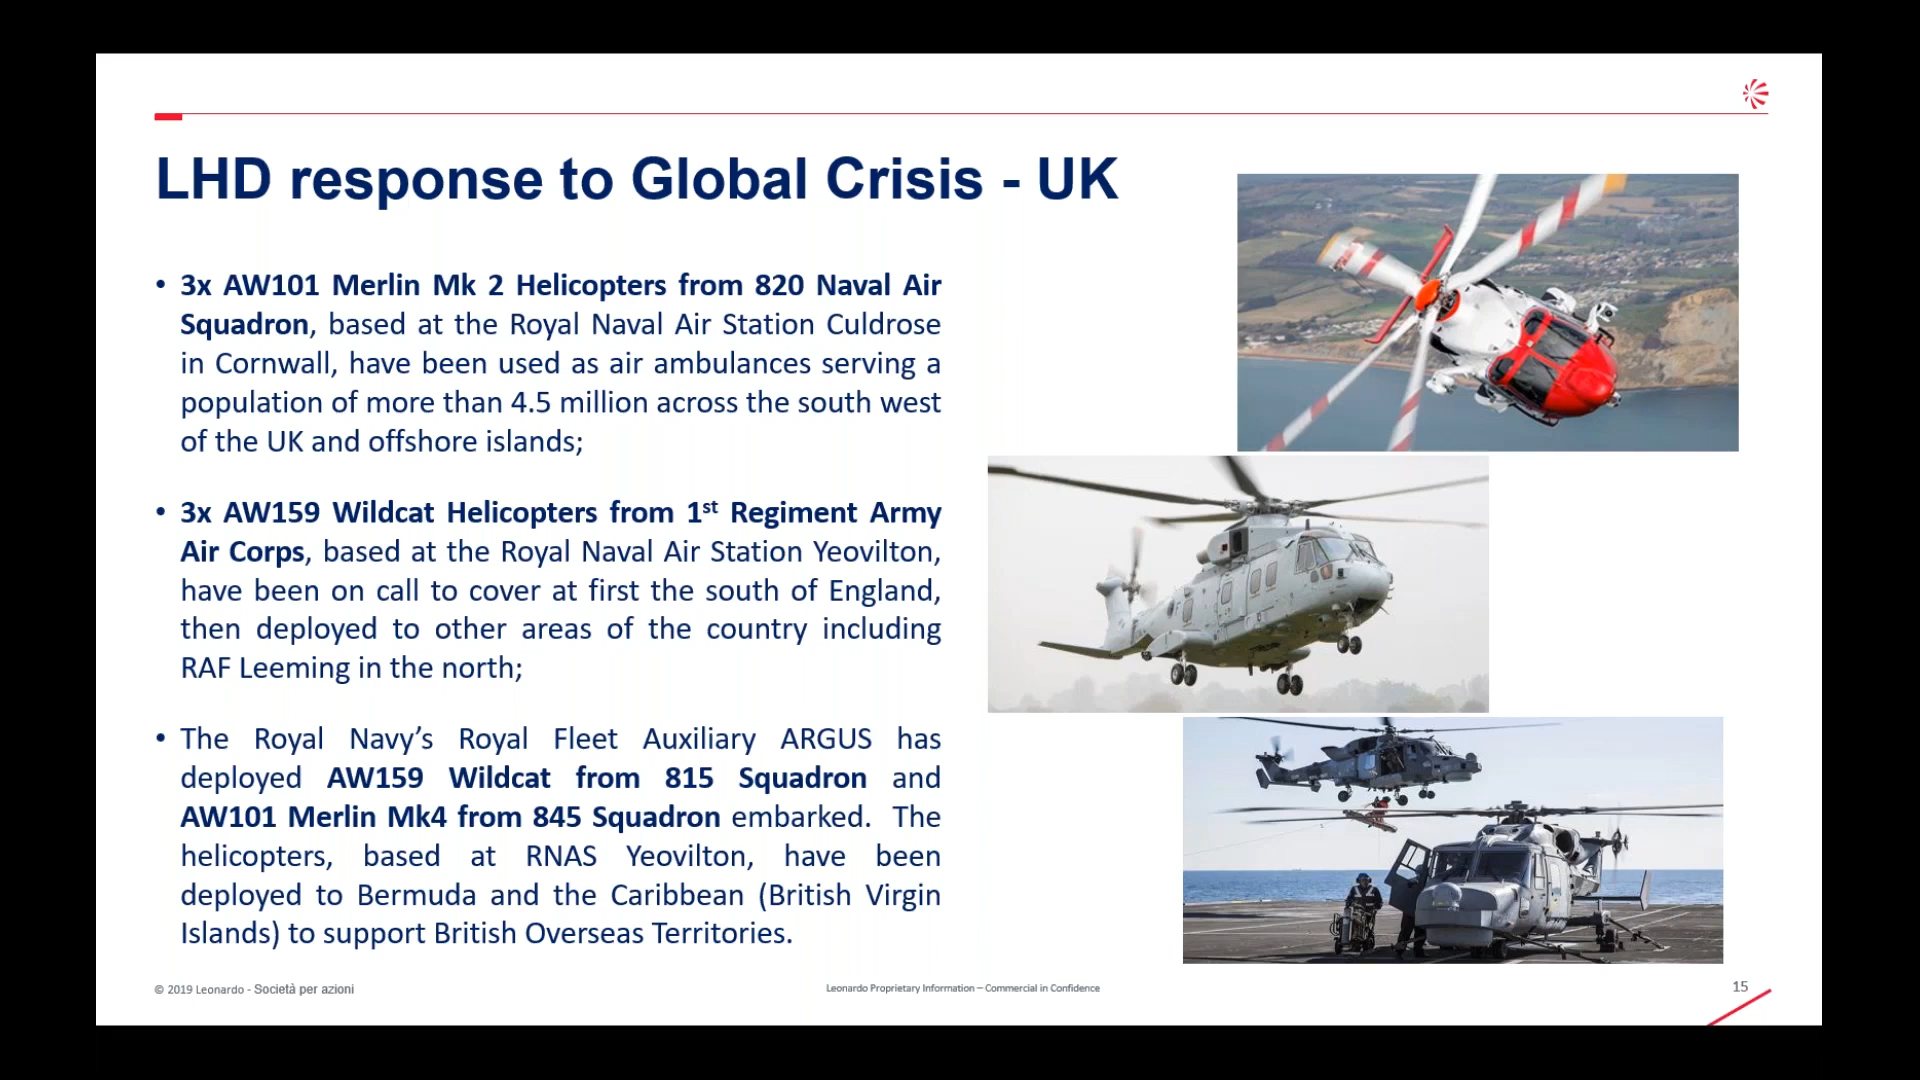 LHD response to Global Crisis - UK
• 3x AW101 Merlin Mk 2 Helicopters from 820 Naval Air
Squadron, based at the Royal Naval Air Station Culdrose
in Cornwall, have been used as air ambulances serving a
population of more than 4.5 million across the south west
of the UK and offshore islands;
• 3x AW159 Wildcat Helicopters from 1st Regiment Army
Air Corps, based at the Royal Naval Air Station Yeovilton,
have been on call to cover at first the south of England,
then deployed to other areas of the country including
RAF Leeming in the north;
• The Royal Navy’s Royal Fleet Auxiliary ARGUS has
deployed AW159 Wildcat from 815 Squadron and
AW101 Merlin Mk4 from 845 Squadron embarked. The
helicopters, based at RNAS Yeovilton, have been
deployed to Bermuda and the Caribbean (British Virgin
Islands) to support British Overseas Territories.
© 2019 Leonardo - Società per azioni
Leonardo Proprietary Information – Commercial in Confidence
15